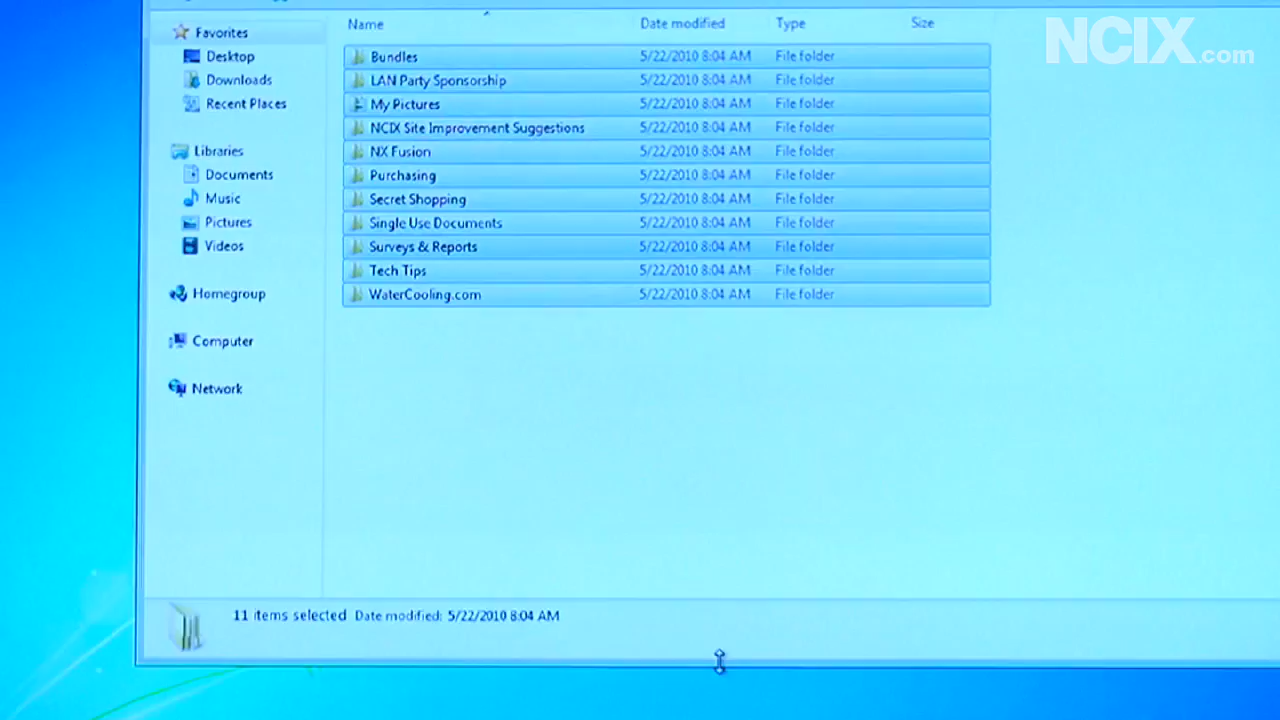 NCIX.com
Name Date modified Type Size
Favorites
Desktop
Downloads
Recent Places
Libraries
Documents
Music
Pictures
Videos
Homegroup
Computer
Network
Bundles 5/22/2010 8:04 AM File folder
LAN Party Sponsorship 5/22/2010 8:04 AM File folder
My Pictures 5/22/2010 8:04 AM File folder
NCIX Site Improvement Suggestions 5/22/2010 8:04 AM File folder
NX Fusion 5/22/2010 8:04 AM File folder
Purchasing 5/22/2010 8:04 AM File folder
Secret Shopping 5/22/2010 8:04 AM File folder
Single Use Documents 5/22/2010 8:04 AM File folder
Surveys & Reports 5/22/2010 8:04 AM File folder
Tech Tips 5/22/2010 8:04 AM File folder
WaterCooling.com 5/22/2010 8:04 AM File folder
11 items selected Date modified: 5/22/2010 8:04 AM